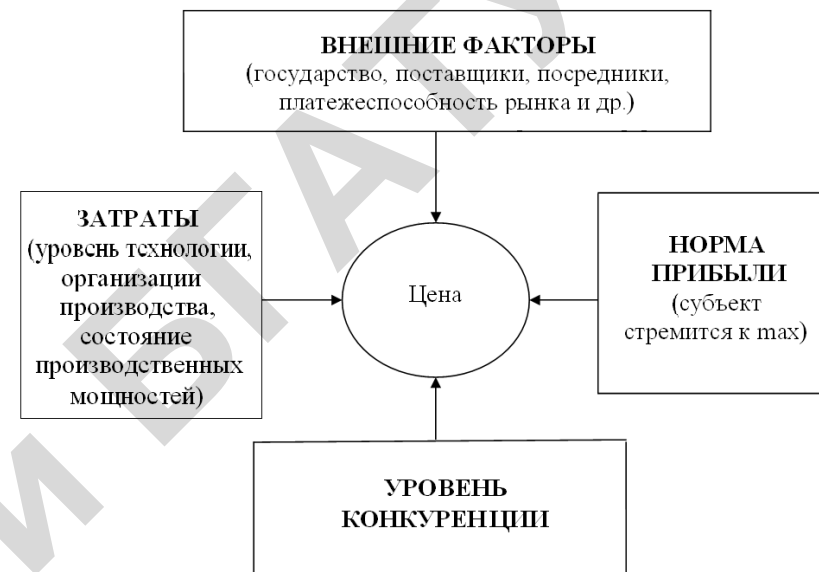 ВНЕШНИЕ ФАКТОРЫ
(государство, поставщики, посредники,
платежеспособность рынка и др.)
ЗАТРАТЫ
(уровень технологии,
организации
производства,
состояние
производственных
мощностей)
Цена
НОРМА
ПРИБЫЛИ
(субъект
стремится к max)
УРОВЕНЬ
КОНКУРЕНЦИИ
и БГАТУ